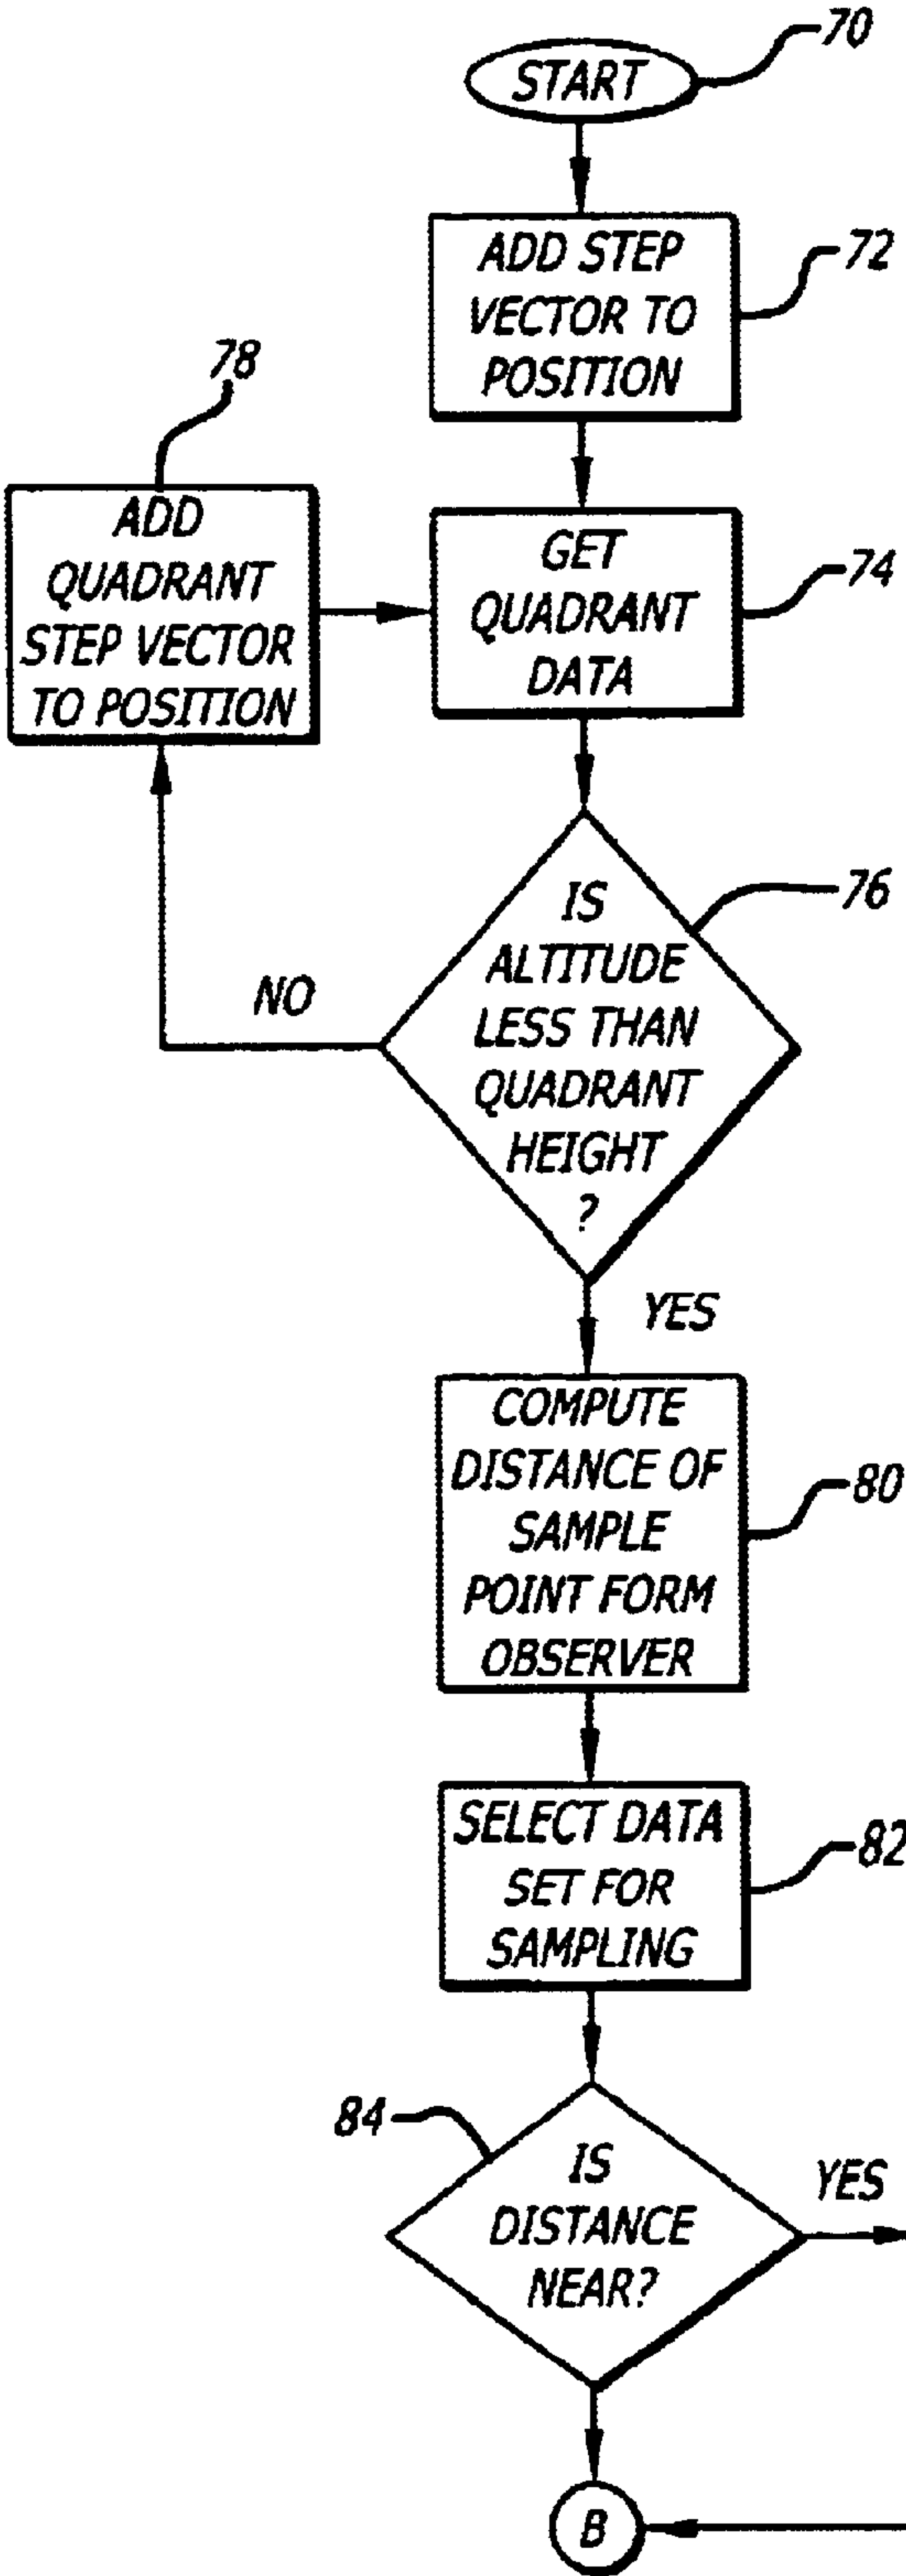 70
START
72
ADD STEP
VECTOR TO
POSITION
78
ADD
QUADRANT
STEP VECTOR
TO POSITION
74
GET
QUADRANT
DATA
76
IS
ALTITUDE
LESS THAN
QUADRANT
HEIGHT
?
NO
YES
80
COMPUTE
DISTANCE OF
SAMPLE
POINT FORM
OBSERVER
82
SELECT DATA
SET FOR
SAMPLING
84
IS
DISTANCE
NEAR?
YES
B